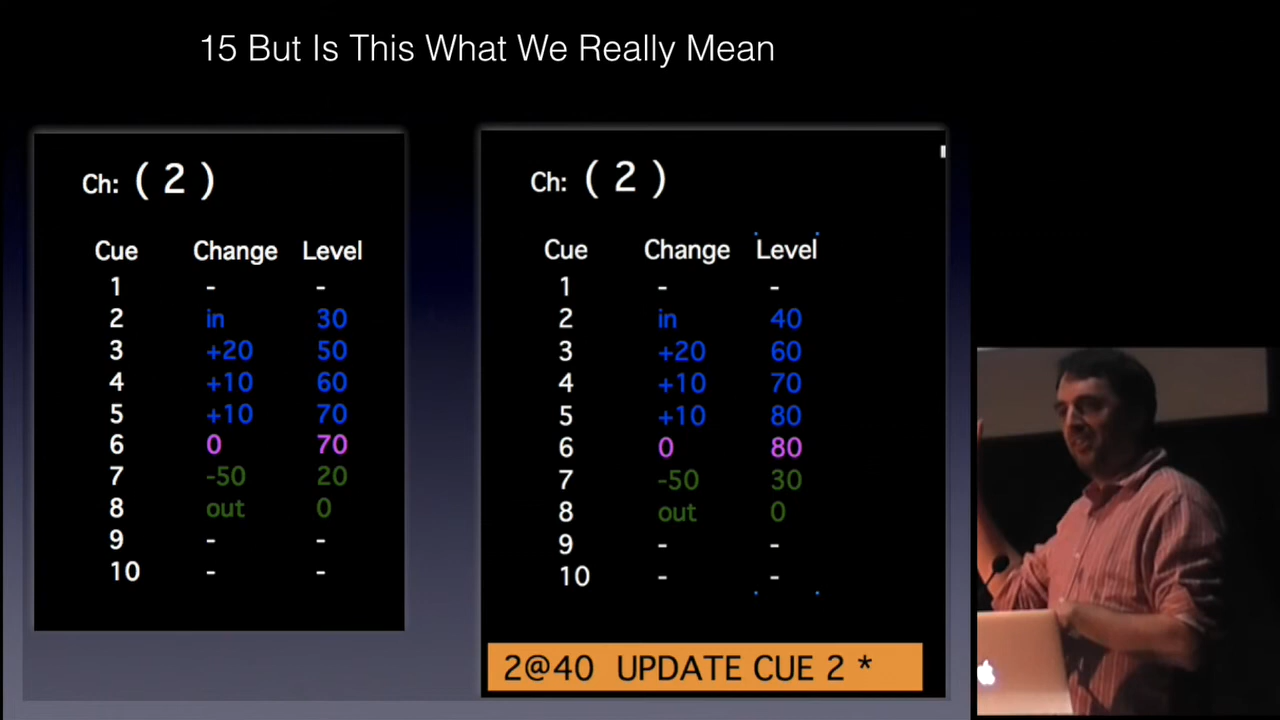 15 But Is This What We Really Mean
Ch: ( 2 )
Cue Change Level
1 - -
2 in 30
3 +20 50
4 +10 60
5 +10 70
6 0 70
7 -50 20
8 out 0
9 - -
10 - -
Ch: ( 2 )
Cue Change Level
1 - -
2 in 40
3 +20 60
4 +10 70
5 +10 80
6 0 80
7 -50 30
8 out 0
9 - -
10 - -
2@40 UPDATE CUE 2 *